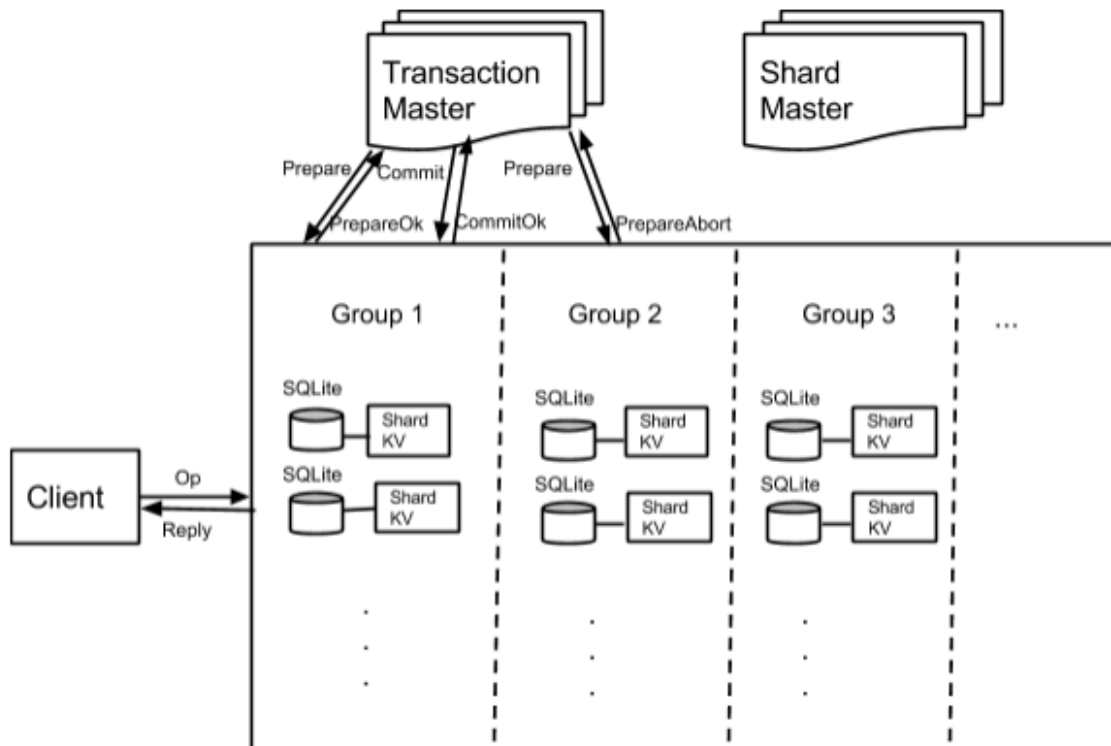 Transaction
Master
Shard
Master
Prepare
Commit
Prepare
PrepareOk
CommitOk
PrepareAbort
Group 1
Group 2
Group 3
...
SQLite
Shard
KV
SQLite
Shard
KV
SQLite
Shard
KV
SQLite
Shard
KV
SQLite
Shard
KV
SQLite
Shard
KV
Client
Op
Reply